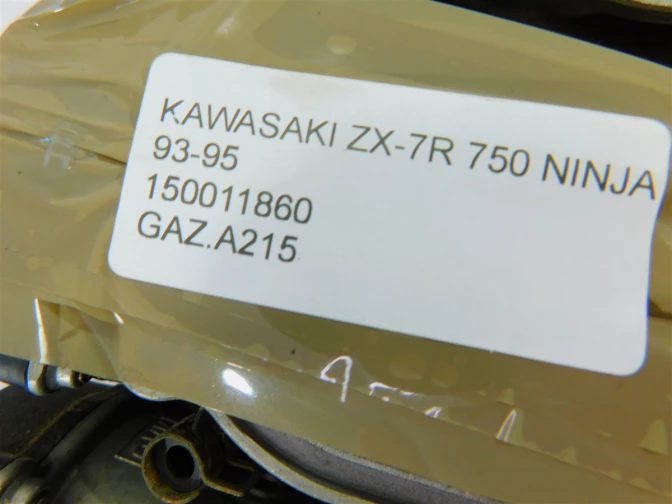 KAWASAKI ZX-7R 750 NINJA
93-95
150011860
GAZ.A215